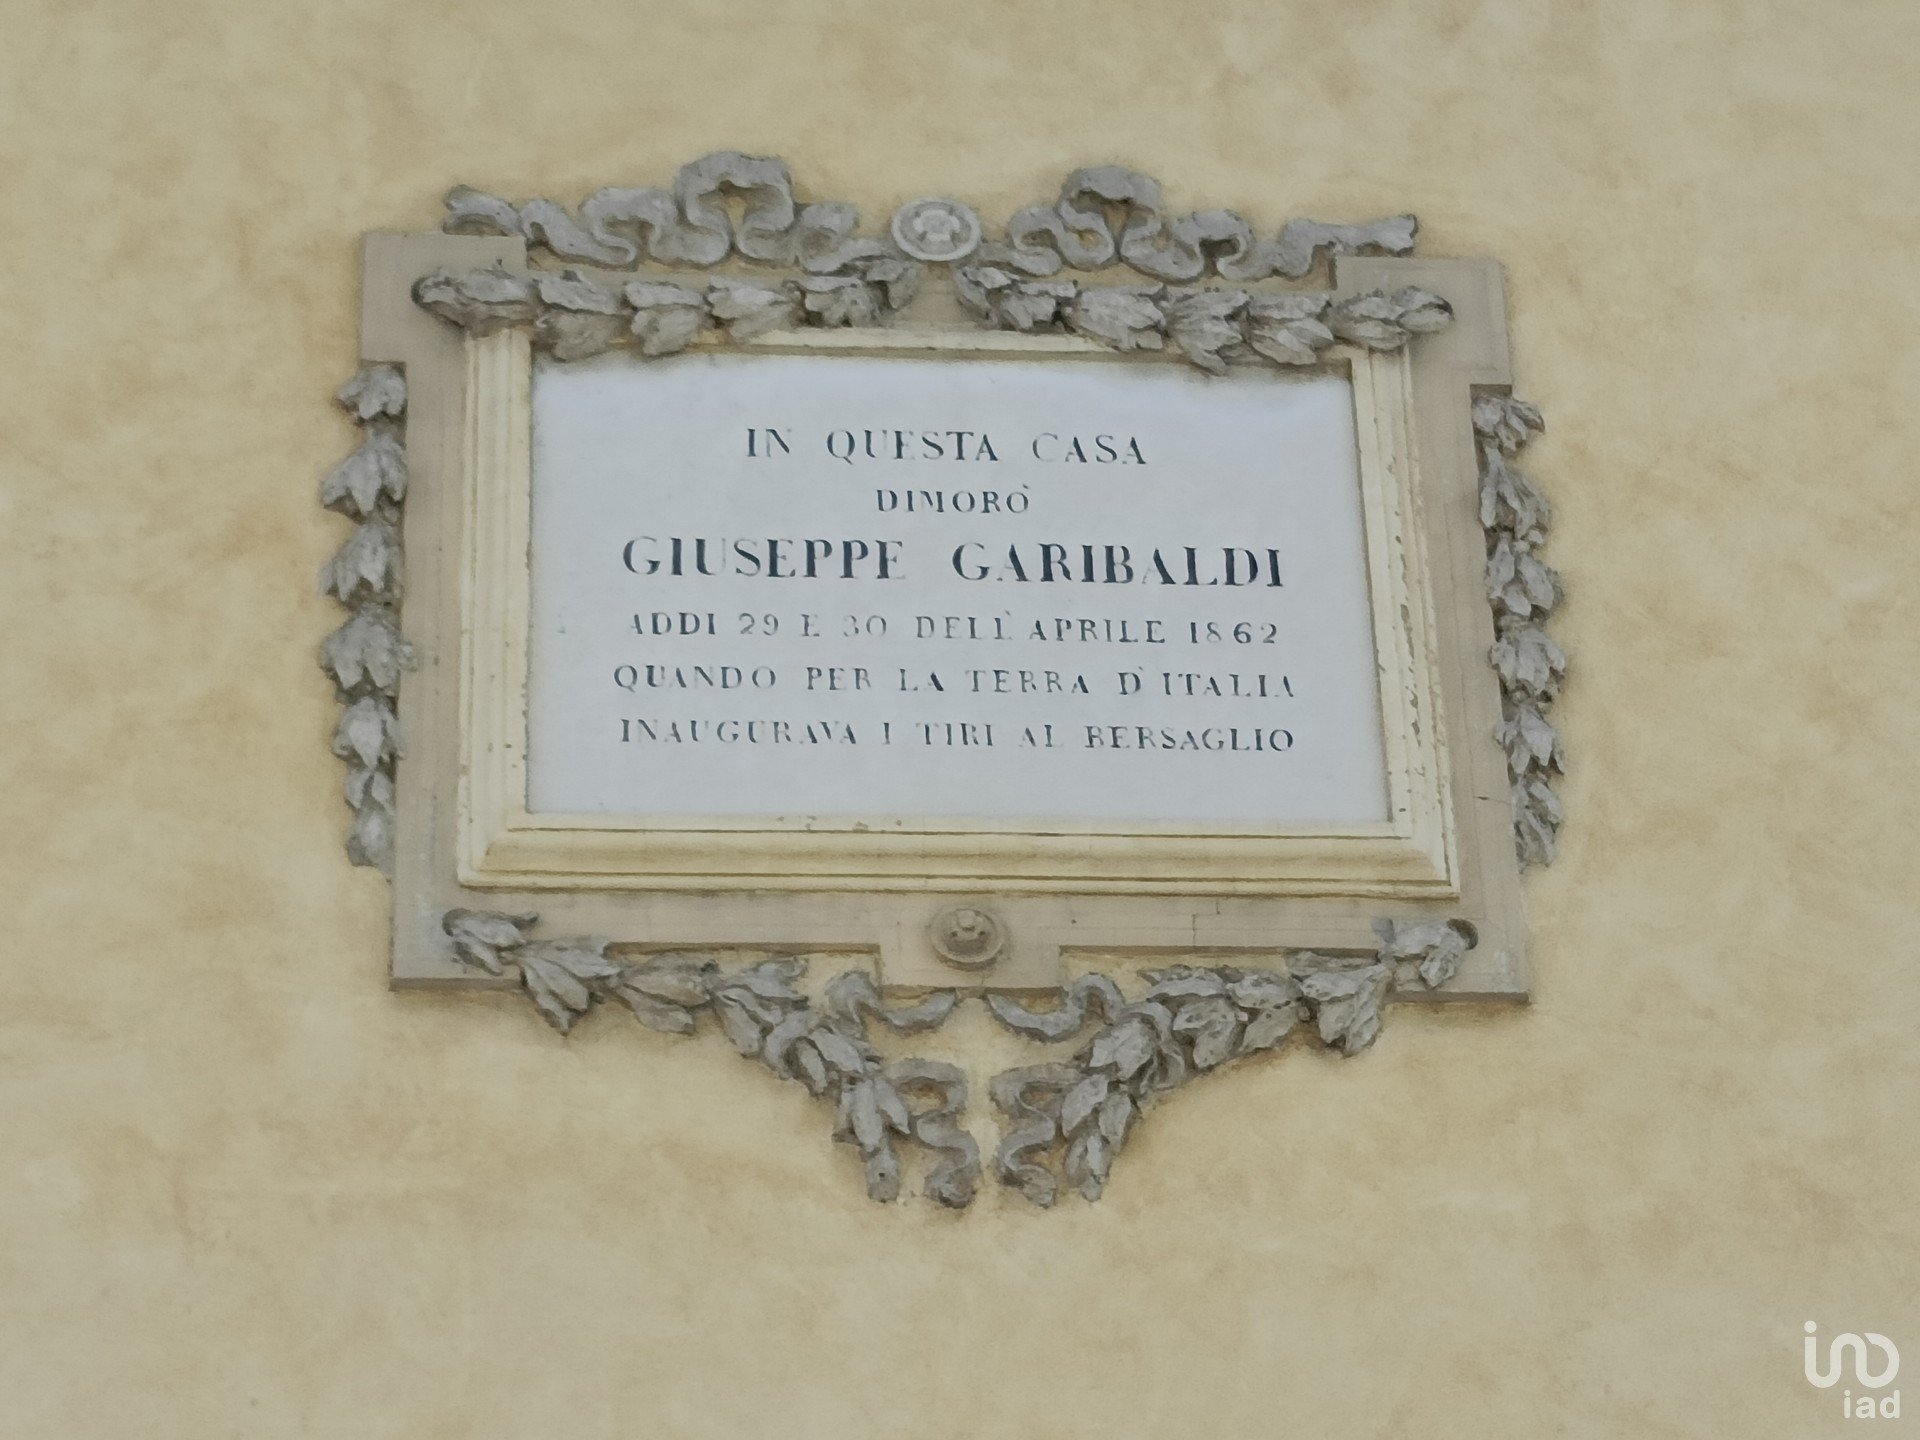 IN QUESTA CASA
DIMORÒ
GIUSEPPE GARIBALDI
ADDI 29 E 30 DELL'APRILE 1862
QUANDO PER LA TERRA D'ITALIA
INAUGURAVA I TIRI AL BERSAGLIO
iad